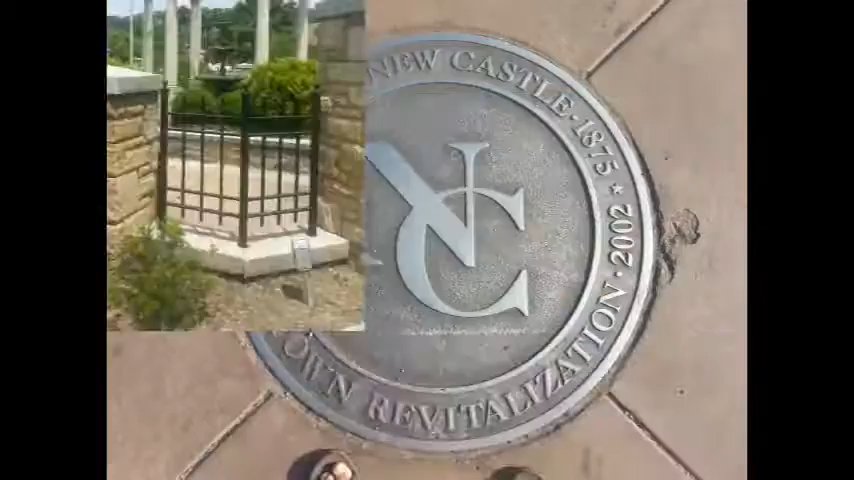 NEW CASTLE · 1875 ★ 2002 ·
OWN REVITALIZATION
NC